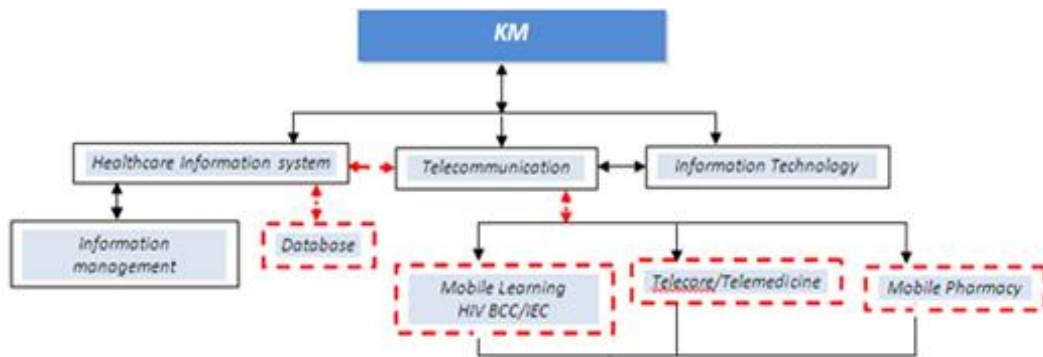 KM
Healthcare Information system
Telecommunication
Information Technology
Information
management
Database
Mobile Learning
HIV BCC/IEC
Telecare/Telemedicine
Mobile Pharmacy